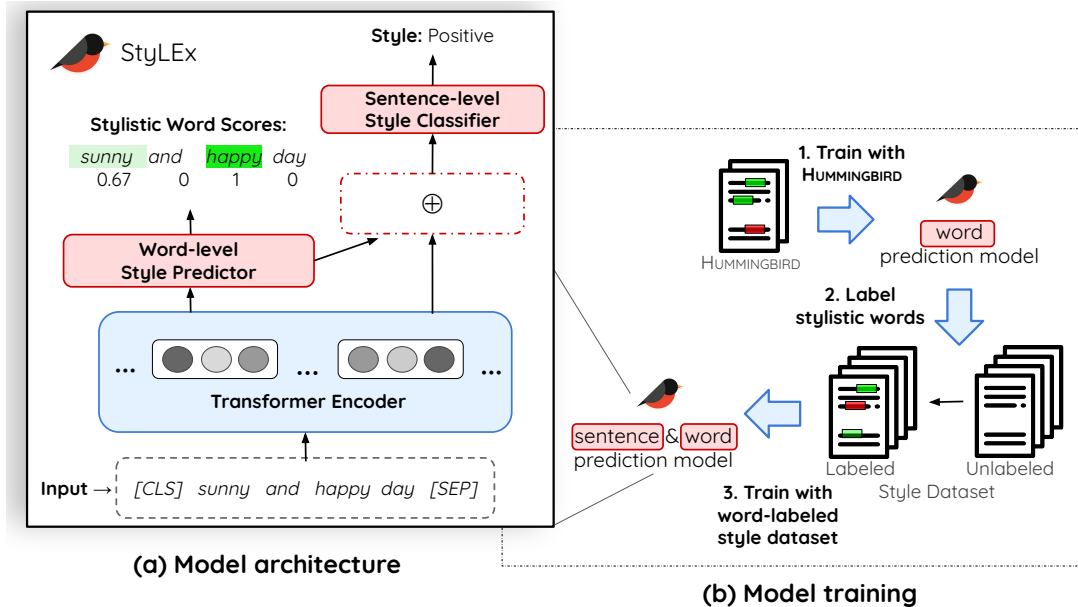 StyLEx
Style: Positive
Sentence-level
Style Classifier
Stylistic Word Scores:
sunny and happy day
0.67 0 1 0
⊕
Word-level
Style Predictor
... ... ...
Transformer Encoder
Input → [CLS] sunny and happy day [SEP]
(a) Model architecture
1. Train with
HUMMINGBIRD
HUMMINGBIRD
word
prediction model
2. Label
stylistic words
Labeled Unlabeled
Style Dataset
sentence & word
prediction model
3. Train with
word-labeled
style dataset
(b) Model training